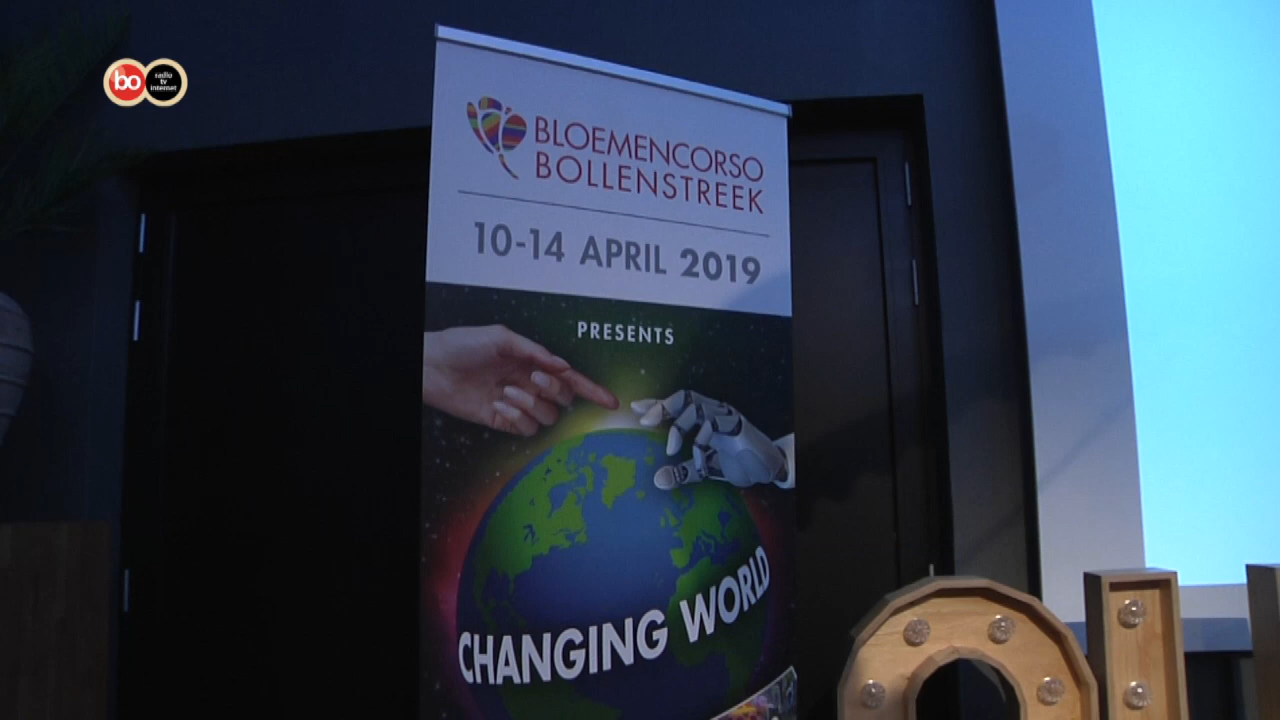 bo
radio
tv
internet
BLOEMENCORSO
BOLLENSTREEK
10-14 APRIL 2019
PRESENTS
CHANGING WORLD